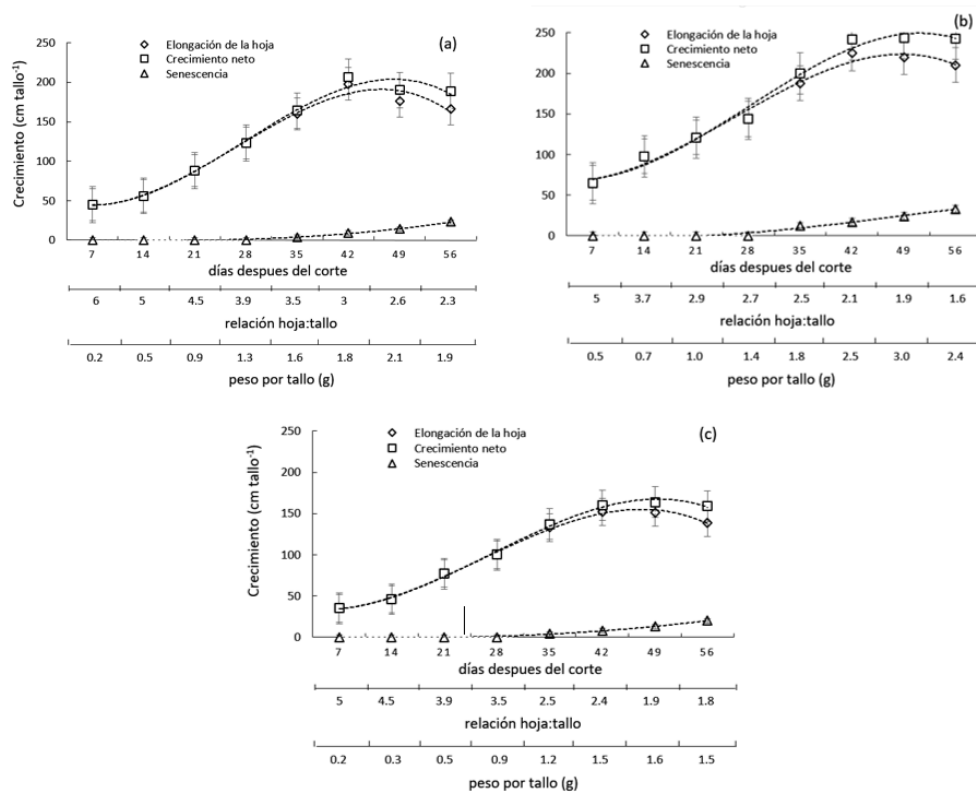 (a)
Elongación de la hoja
Crecimiento neto
Senescencia
Crecimiento (cm tallo-1)
250
200
150
100
50
0
7 14 21 28 35 42 49 56
días despues del corte
6 5 4.5 3.9 3.5 3 2.6 2.3
relación hoja:tallo
0.2 0.5 0.9 1.3 1.6 1.8 2.1 1.9
peso por tallo (g)
(b)
Elongación de la hoja
Crecimiento neto
Senescencia
250
200
150
100
50
0
7 14 21 28 35 42 49 56
días despues del corte
5 3.7 2.9 2.7 2.5 2.1 1.9 1.6
relación hoja:tallo
0.5 0.7 1.0 1.4 1.8 2.5 3.0 2.4
peso por tallo (g)
(c)
Elongación de la hoja
Crecimiento neto
Senescencia
Crecimiento (cm tallo-1)
250
200
150
100
50
0
7 14 21 28 35 42 49 56
días despues del corte
5 4.5 3.9 3.5 2.5 2.4 1.9 1.8
relación hoja:tallo
0.2 0.3 0.5 0.9 1.2 1.5 1.6 1.5
peso por tallo (g)